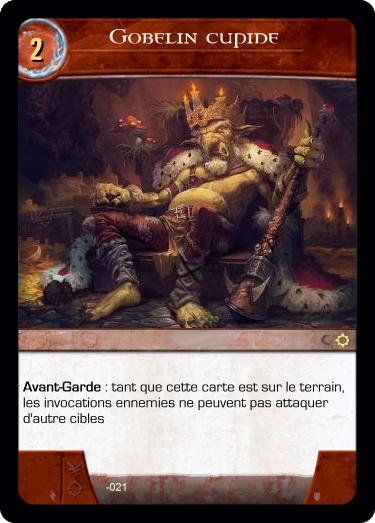 2
Gobelin cupide
Avant-Garde : tant que cette carte est sur le terrain,
les invocations ennemies ne peuvent pas attaquer
d'autre cibles
-021